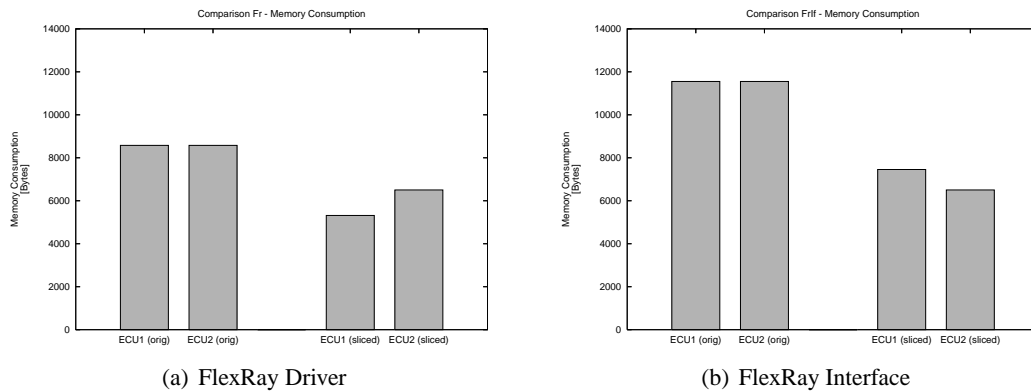 Comparison Fr - Memory Consumption
14000
12000
10000
8000
6000
4000
2000
0
Memory Consumption
[Bytes]
ECU1 (orig) ECU2 (orig) ECU1 (sliced) ECU2 (sliced)
(a) FlexRay Driver
Comparison FrIf - Memory Consumption
14000
12000
10000
8000
6000
4000
2000
0
Memory Consumption
[Bytes]
ECU1 (orig) ECU2 (orig) ECU1 (sliced) ECU2 (sliced)
(b) FlexRay Interface